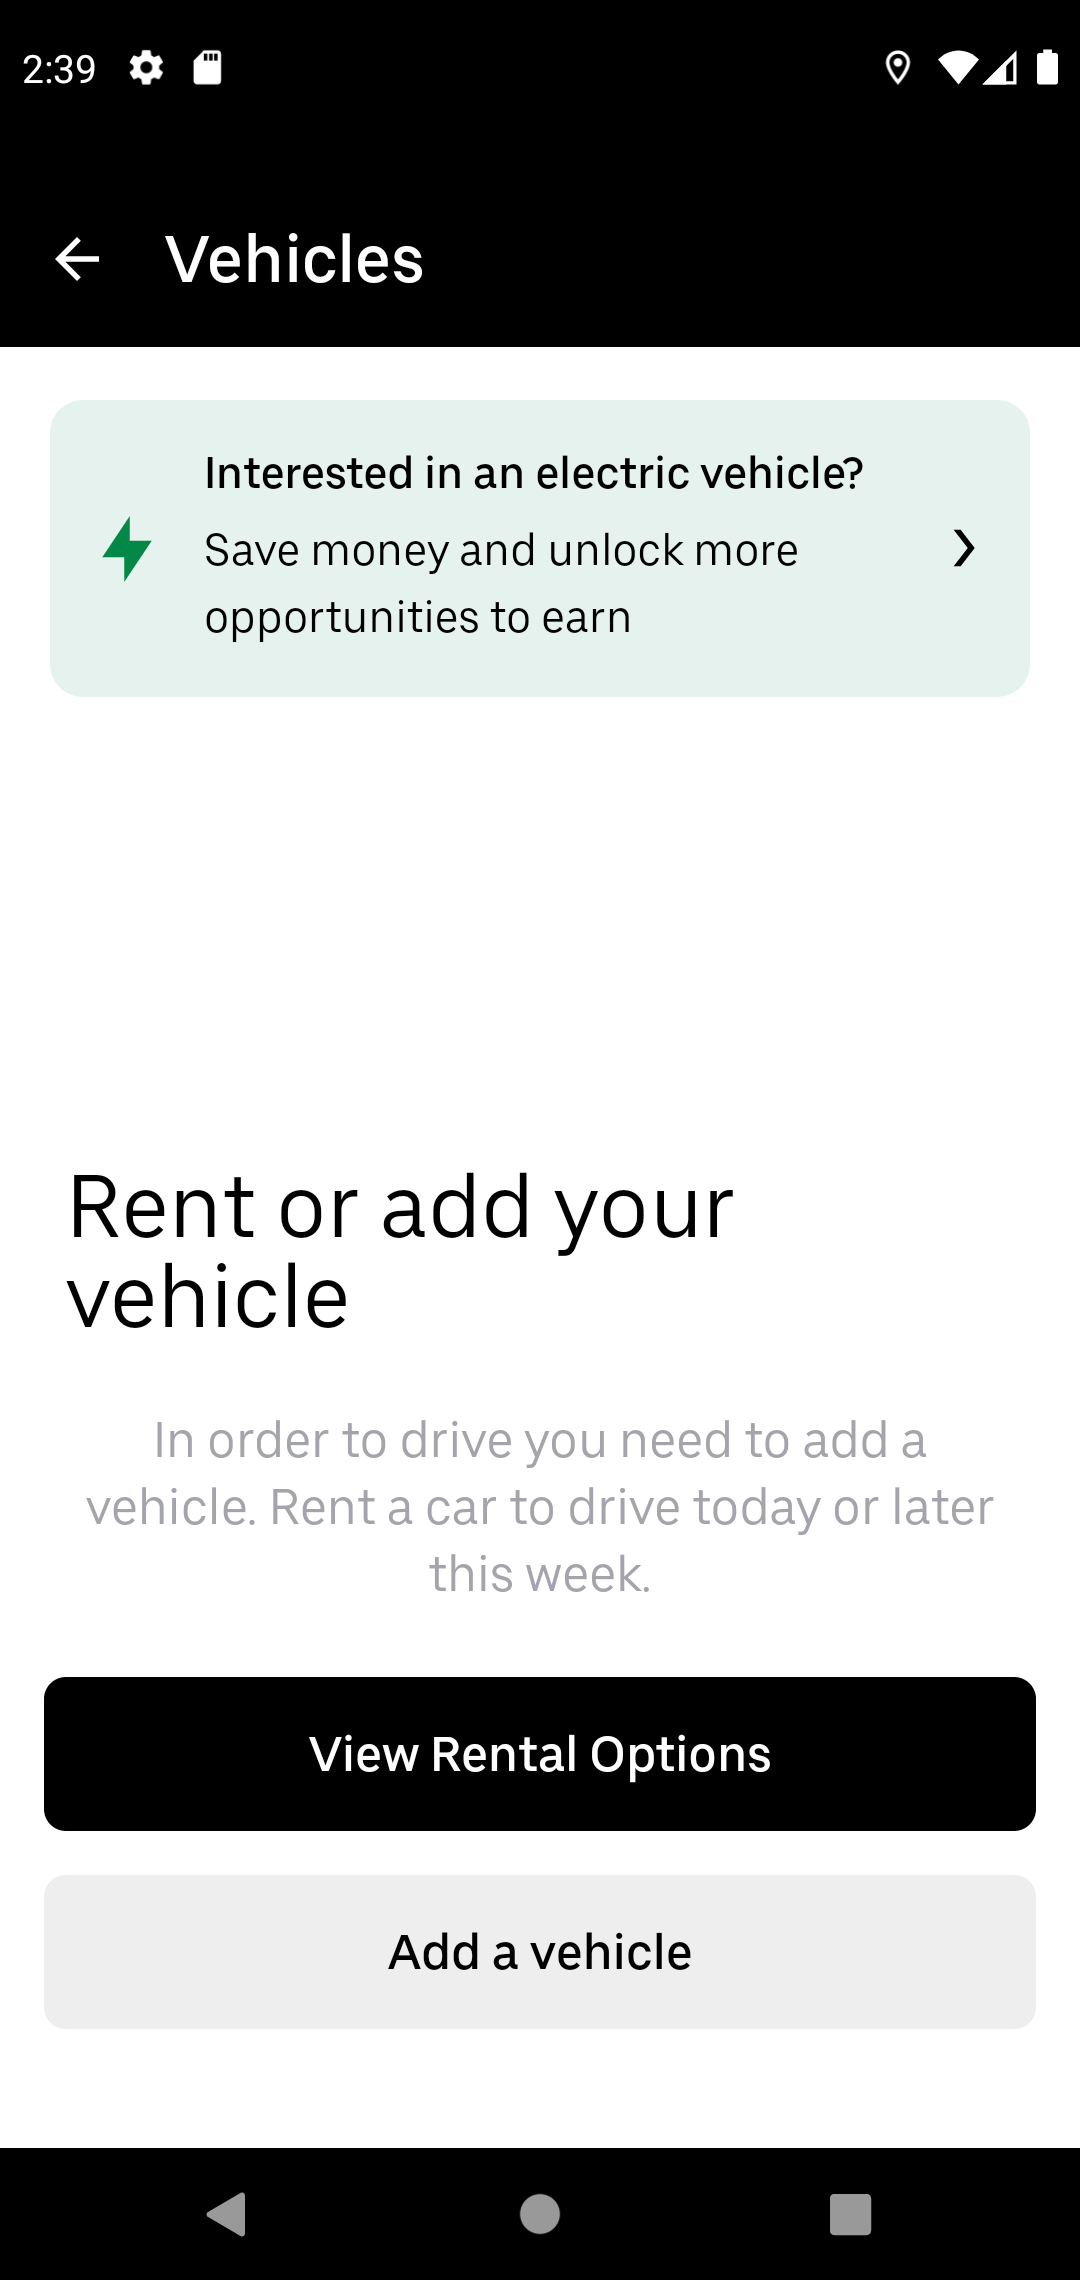 2:39
Vehicles
Interested in an electric vehicle?
Save money and unlock more
opportunities to earn
Rent or add your
vehicle
In order to drive you need to add a
vehicle. Rent a car to drive today or later
this week.
View Rental Options
Add a vehicle